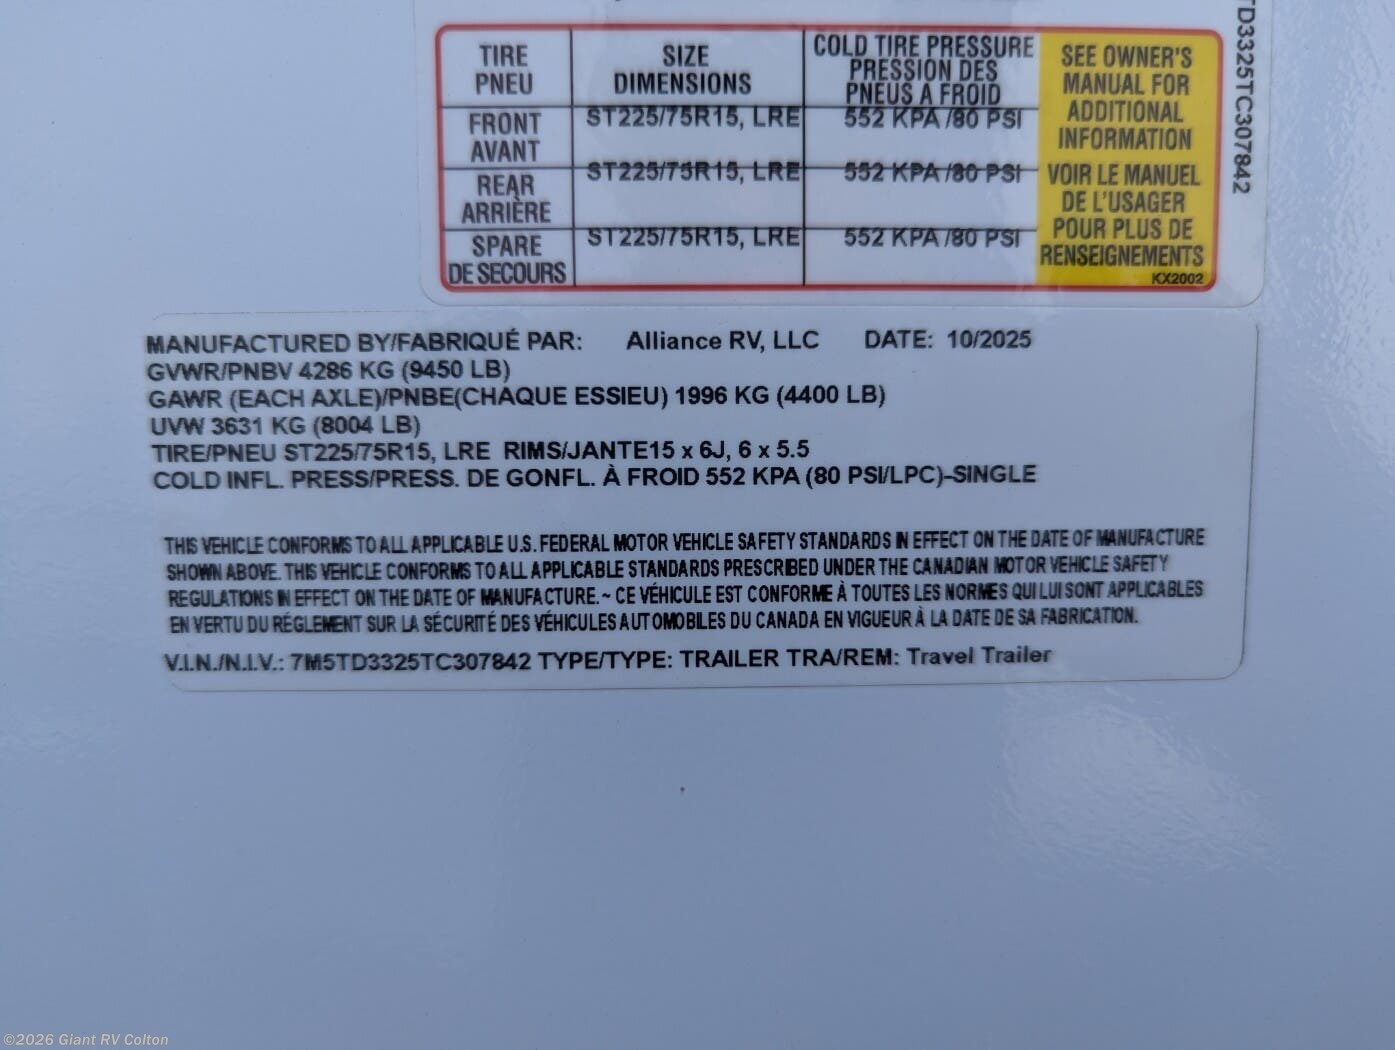 TIRE PNEU SIZE DIMENSIONS COLD TIRE PRESSURE PRESSION DES PNEUS A FROID
FRONT AVANT ST225/75R15, LRE 552 KPA /80 PSI
REAR ARRIÈRE ST225/75R15, LRE 552 KPA /80 PSI
SPARE DE SECOURS ST225/75R15, LRE 552 KPA /80 PSI
SEE OWNER'S
MANUAL FOR
ADDITIONAL
INFORMATION
VOIR LE MANUEL
DE L'USAGER
POUR PLUS DE
RENSEIGNEMENTS
KX2002
TD3325TC307842
MANUFACTURED BY/FABRIQUÉ PAR: Alliance RV, LLC DATE: 10/2025
GVWR/PNBV 4286 KG (9450 LB)
GAWR (EACH AXLE)/PNBE(CHAQUE ESSIEU) 1996 KG (4400 LB)
UVW 3631 KG (8004 LB)
TIRE/PNEU ST225/75R15, LRE RIMS/JANTE15 x 6J, 6 x 5.5
COLD INFL. PRESS/PRESS. DE GONFL. À FROID 552 KPA (80 PSI/LPC)-SINGLE
THIS VEHICLE CONFORMS TO ALL APPLICABLE U.S. FEDERAL MOTOR VEHICLE SAFETY STANDARDS IN EFFECT ON THE DATE OF MANUFACTURE
SHOWN ABOVE. THIS VEHICLE CONFORMS TO ALL APPLICABLE STANDARDS PRESCRIBED UNDER THE CANADIAN MOTOR VEHICLE SAFETY
REGULATIONS IN EFFECT ON THE DATE OF MANUFACTURE. ~ CE VÉHICULE EST CONFORME À TOUTES LES NORMES QUI LUI SONT APPLICABLES
EN VERTU DU RÉGLEMENT SUR LA SÉCURITÉ DES VÉHICULES AUTOMOBILES DU CANADA EN VIGUEUR À LA DATE DE SA FABRICATION.
V.I.N./N.I.V.: 7M5TD3325TC307842 TYPE/TYPE: TRAILER TRA/REM: Travel Trailer
©2026 Giant RV Colton